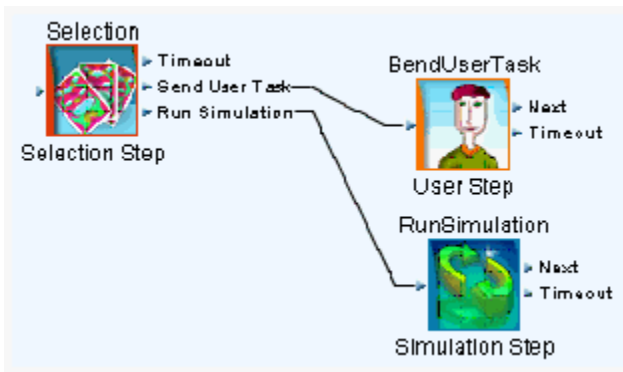 Selection
Timeout
Send User Task
Run Simulation
Selection Step
SendUserTask
Next
Timeout
User Step
RunSimulation
Next
Timeout
Simulation Step